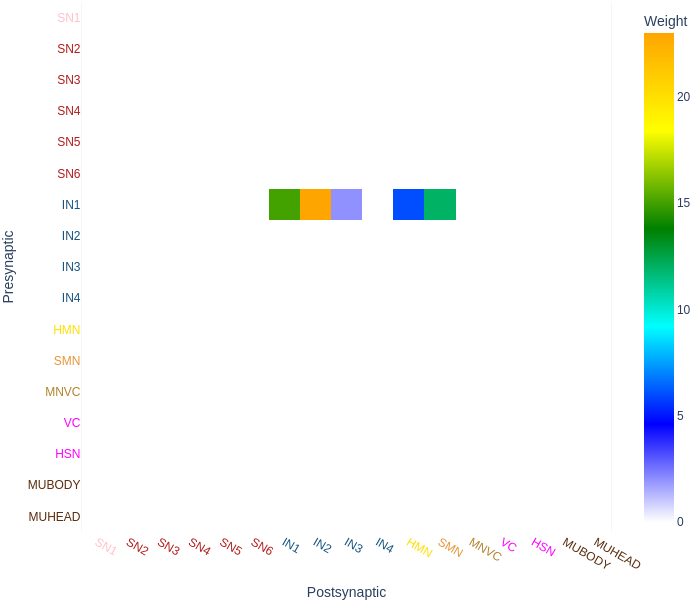 Weight
SN1
SN2
SN3
SN4
SN5
SN6
IN1
IN2
IN3
IN4
HMN
SMN
MNVC
VC
HSN
MUBODY
MUHEAD
Presynaptic
20
15
10
5
0
SN1 SN2 SN3 SN4 SN5 SN6 IN1 IN2 IN3 IN4 HMN SMN MNVC VC HSN MUBODY MUHEAD
Postsynaptic